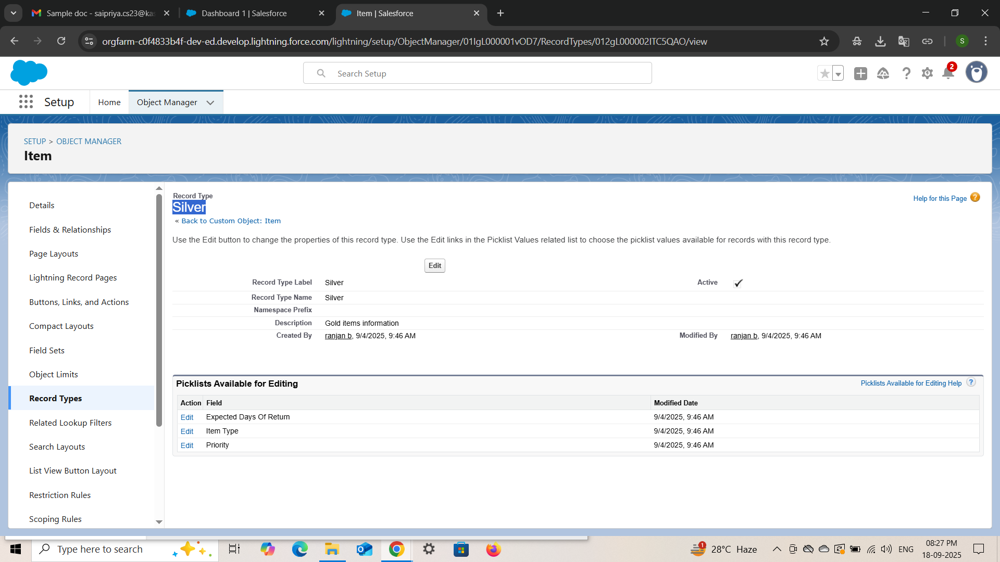 Sample doc - saipriya.cs23@kas
Dashboard 1 | Salesforce
Item | Salesforce
orgfarm-c0f4833b4f-dev-ed.develop.lightning.force.com/lightning/setup/ObjectManager/01IgL000001vOD7/RecordTypes/012gL000002ITC5QAO/view
S
Search Setup
2
Setup
Home
Object Manager
SETUP > OBJECT MANAGER
Item
Details
Fields & Relationships
Page Layouts
Lightning Record Pages
Buttons, Links, and Actions
Compact Layouts
Field Sets
Object Limits
Record Types
Related Lookup Filters
Search Layouts
List View Button Layout
Restriction Rules
Scoping Rules
Record Type
Silver
« Back to Custom Object: Item
Help for this Page ?
Use the Edit button to change the properties of this record type. Use the Edit links in the Picklist Values related list to choose the picklist values available for records with this record type.
Edit
Record Type Label Silver Active
Record Type Name Silver
Namespace Prefix
Description Gold items information
Created By ranjan b, 9/4/2025, 9:46 AM Modified By ranjan b, 9/4/2025, 9:46 AM
Picklists Available for Editing
Picklists Available for Editing Help ?
Action Field Modified Date
Edit Expected Days Of Return 9/4/2025, 9:46 AM
Edit Item Type 9/4/2025, 9:46 AM
Edit Priority 9/4/2025, 9:46 AM
Type here to search
1
28°C Haze
ENG
08:27 PM
18-09-2025